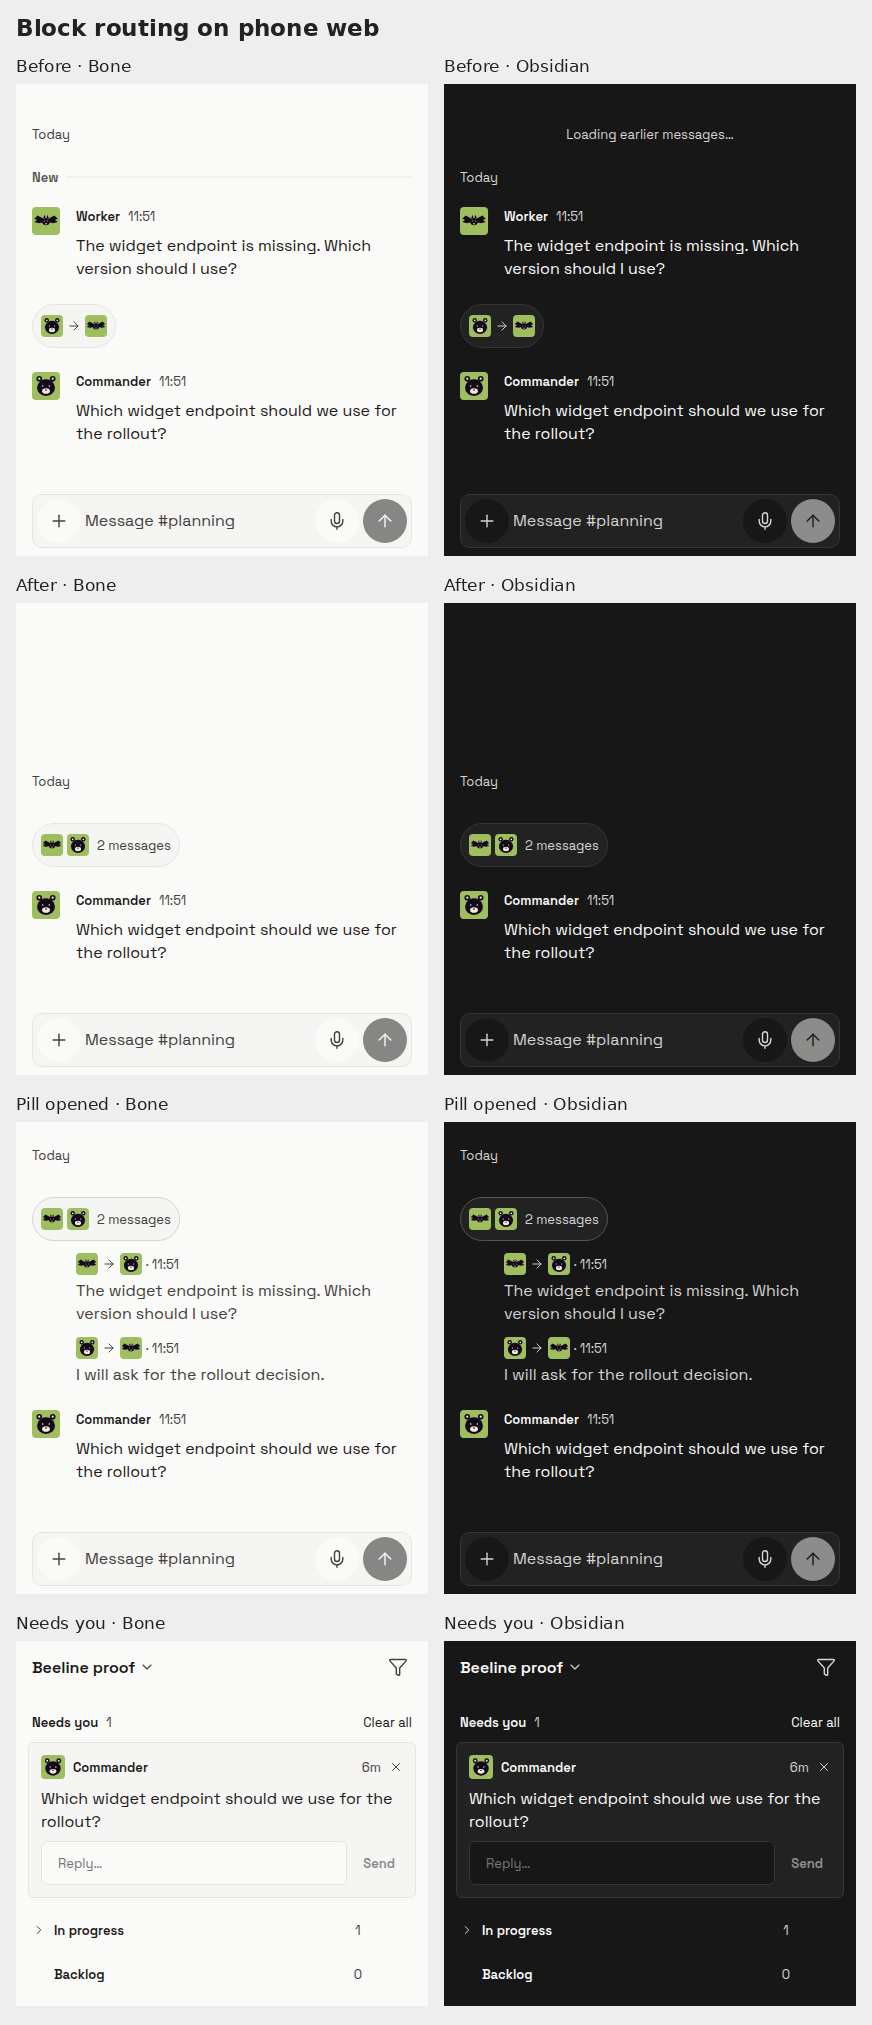 Block routing on phone web
Before · Bone
Today
New
Worker 11:51
The widget endpoint is missing. Which
version should I use?
Commander 11:51
Which widget endpoint should we use for
the rollout?
Message #planning
Before · Obsidian
Loading earlier messages...
Today
Worker 11:51
The widget endpoint is missing. Which
version should I use?
Commander 11:51
Which widget endpoint should we use for
the rollout?
Message #planning
After · Bone
Today
2 messages
Commander 11:51
Which widget endpoint should we use for
the rollout?
Message #planning
After · Obsidian
Today
2 messages
Commander 11:51
Which widget endpoint should we use for
the rollout?
Message #planning
Pill opened · Bone
Today
2 messages
· 11:51
The widget endpoint is missing. Which
version should I use?
· 11:51
I will ask for the rollout decision.
Commander 11:51
Which widget endpoint should we use for
the rollout?
Message #planning
Pill opened · Obsidian
Today
2 messages
· 11:51
The widget endpoint is missing. Which
version should I use?
· 11:51
I will ask for the rollout decision.
Commander 11:51
Which widget endpoint should we use for
the rollout?
Message #planning
Needs you · Bone
Beeline proof
Needs you 1 Clear all
Commander 6m
Which widget endpoint should we use for the
rollout?
Reply... Send
In progress 1
Backlog 0
Needs you · Obsidian
Beeline proof
Needs you 1 Clear all
Commander 6m
Which widget endpoint should we use for the
rollout?
Reply... Send
In progress 1
Backlog 0